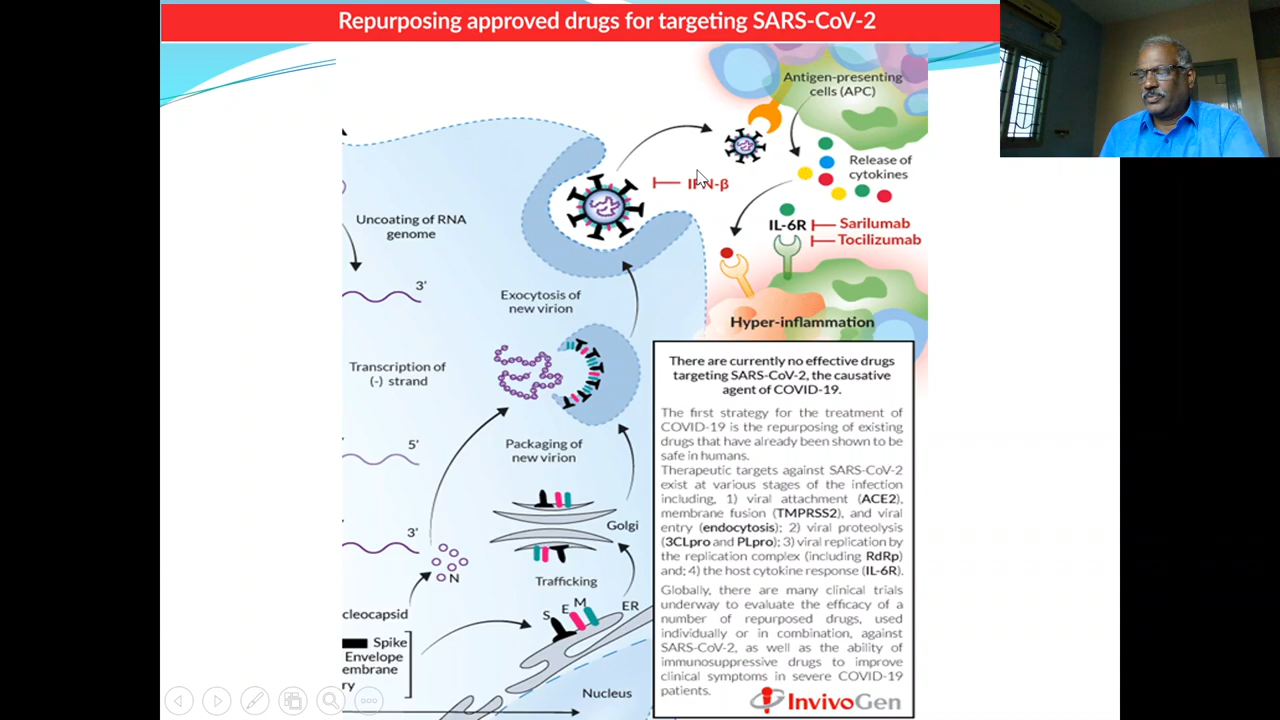 Repurposing approved drugs for targeting SARS-CoV-2
Antigen-presenting
cells (APC)
Release of
cytokines
IFN-β
IL-6R
Sarilumab
Tocilizumab
Hyper-inflammation
Uncoating of RNA
genome
3'
Exocytosis of
new virion
Transcription of
(-) strand
5'
Packaging of
new virion
3'
Golgi
N
Trafficking
S E M
ER
cleocapsid
Spike
Envelope
embrane
ry
Nucleus
There are currently no effective drugs
targeting SARS-CoV-2, the causative
agent of COVID-19.
The first strategy for the treatment of
COVID-19 is the repurposing of existing
drugs that have already been shown to be
safe in humans.
Therapeutic targets against SARS-CoV-2
exist at various stages of the infection
including, 1) viral attachment (ACE2),
membrane fusion (TMPRSS2), and viral
entry (endocytosis); 2) viral proteolysis
(3CLpro and PLpro); 3) viral replication by
the replication complex (including RdRp)
and; 4) the host cytokine response (IL-6R).
Globally, there are many clinical trials
underway to evaluate the efficacy of a
number of repurposed drugs, used
individually or in combination, against
SARS-CoV-2, as well as the ability of
immunosuppressive drugs to improve
clinical symptoms in severe COVID-19
patients.
InvivoGen